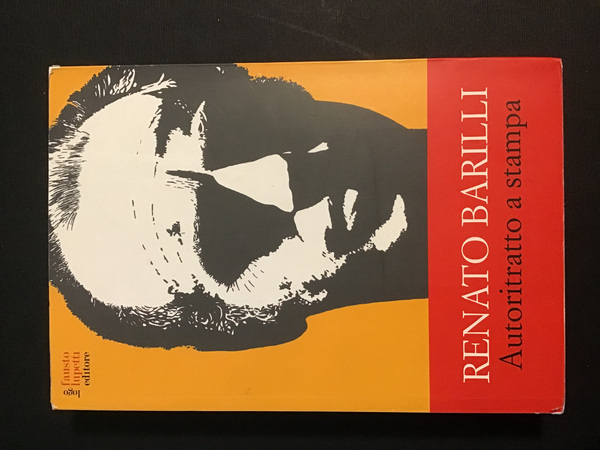 RENATO BARILLI
Autoritratto a stampa
logo
fausto
lupetti
editore